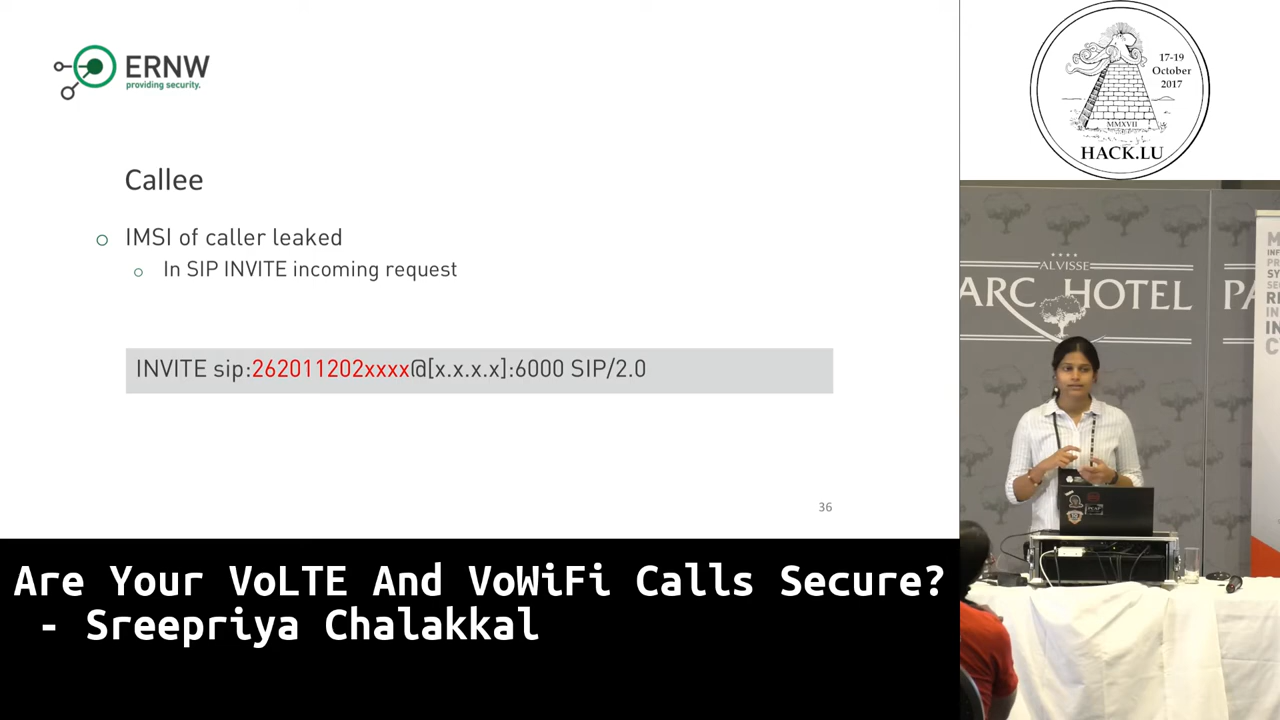 ERNW
providing security.
17-19
October
2017
MMXVII
HACK.LU
Callee
IMSI of caller leaked
In SIP INVITE incoming request
INVITE sip:262011202xxxx@[x.x.x.x]:6000 SIP/2.0
36
ALVISSE
PARC HOTEL
Are Your VoLTE And VoWiFi Calls Secure?
- Sreepriya Chalakkal